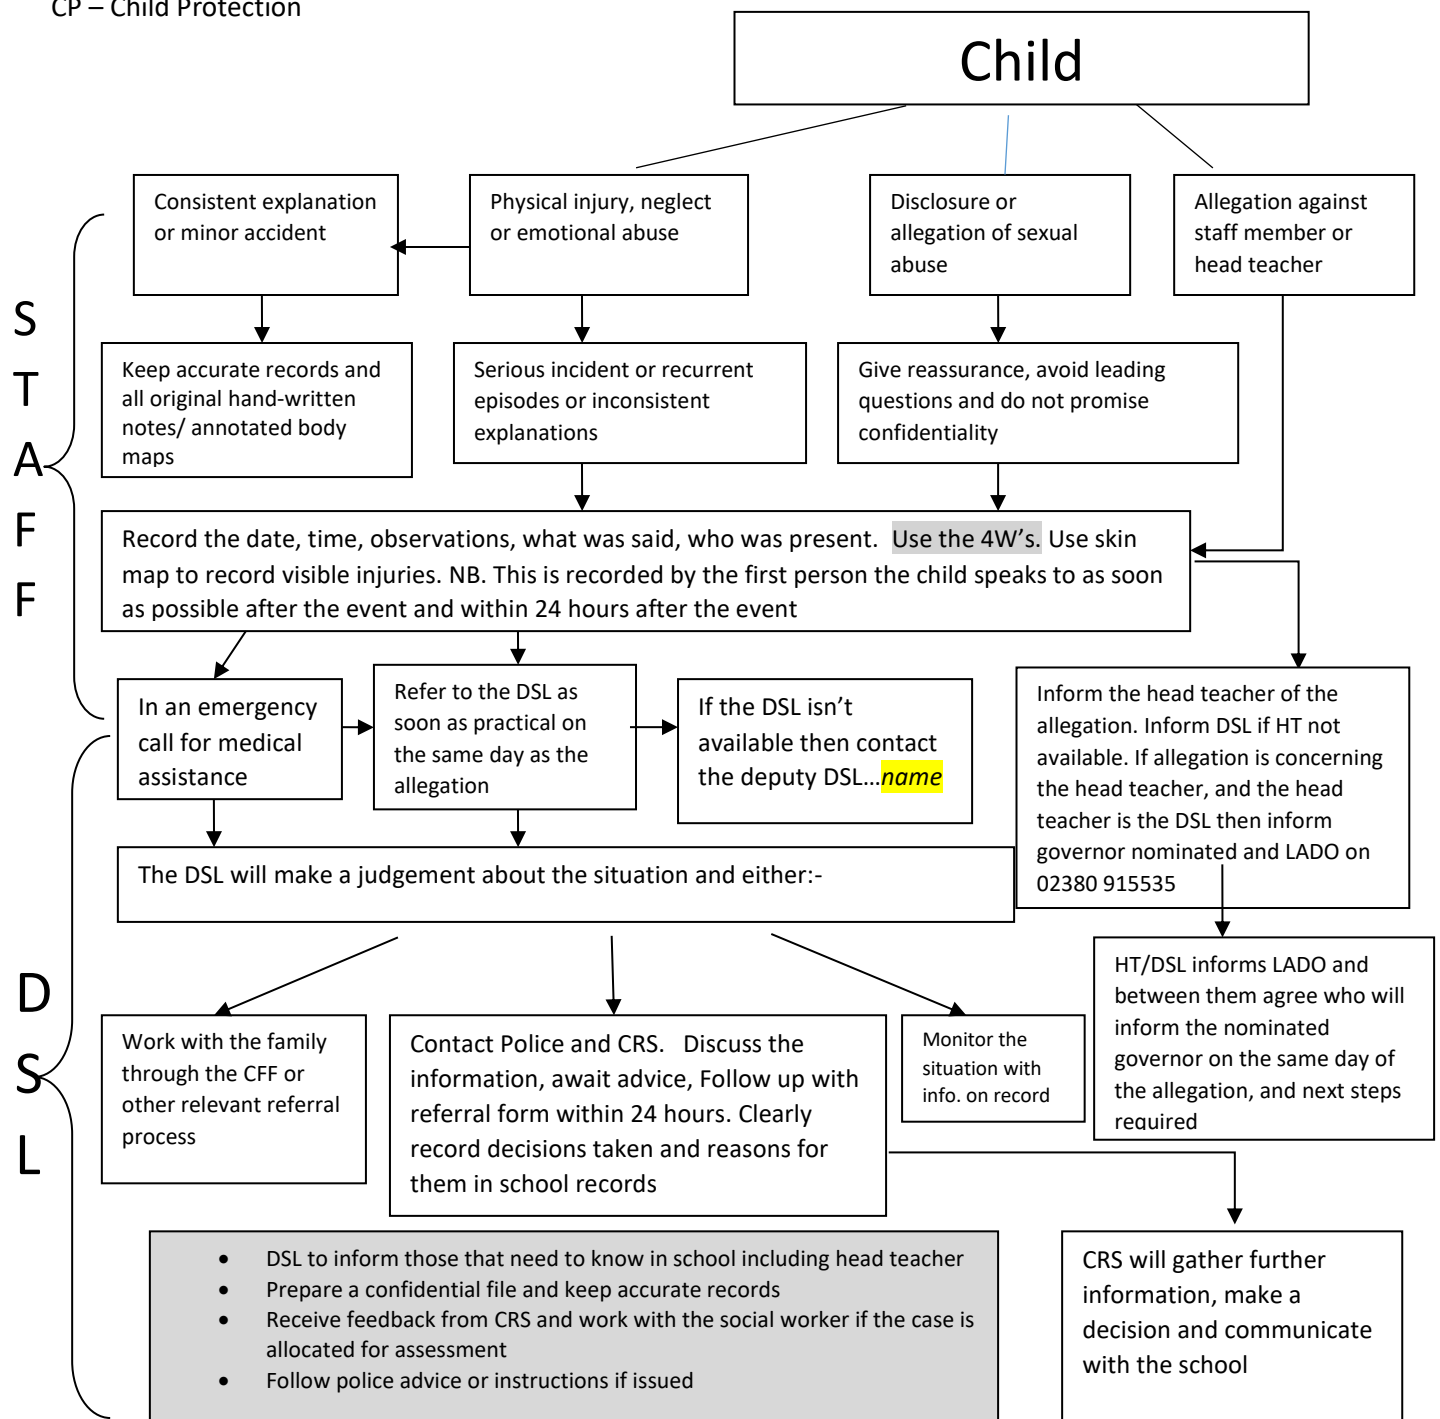 CP – Child Protection
Child
Consistent explanation
or minor accident
Physical injury, neglect
or emotional abuse
Disclosure or
allegation of sexual
abuse
Allegation against
staff member or
head teacher
S
T
A
F
F
Keep accurate records and
all original hand-written
notes/ annotated body
maps
Serious incident or recurrent
episodes or inconsistent
explanations
Give reassurance, avoid leading
questions and do not promise
confidentiality
Record the date, time, observations, what was said, who was present.  Use the 4W's. Use skin
map to record visible injuries. NB. This is recorded by the first person the child speaks to as soon
as possible after the event and within 24 hours after the event
In an emergency
call for medical
assistance
Refer to the DSL as
soon as practical on
the same day as the
allegation
If the DSL isn't
available then contact
the deputy DSL…name
Inform the head teacher of the
allegation. Inform DSL if HT not
available. If allegation is concerning
the head teacher, and the head
teacher is the DSL then inform
governor nominated and LADO on
02380 915535
The DSL will make a judgement about the situation and either:-
D
S
L
Work with the family
through the CFF or
other relevant referral
process
Contact Police and CRS.   Discuss the
information, await advice, Follow up with
referral form within 24 hours. Clearly
record decisions taken and reasons for
them in school records
Monitor the
situation with
info. on record
HT/DSL informs LADO and
between them agree who will
inform the nominated
governor on the same day of
the allegation, and next steps
required
• DSL to inform those that need to know in school including head teacher
• Prepare a confidential file and keep accurate records
• Receive feedback from CRS and work with the social worker if the case is
allocated for assessment
• Follow police advice or instructions if issued
CRS will gather further
information, make a
decision and communicate
with the school